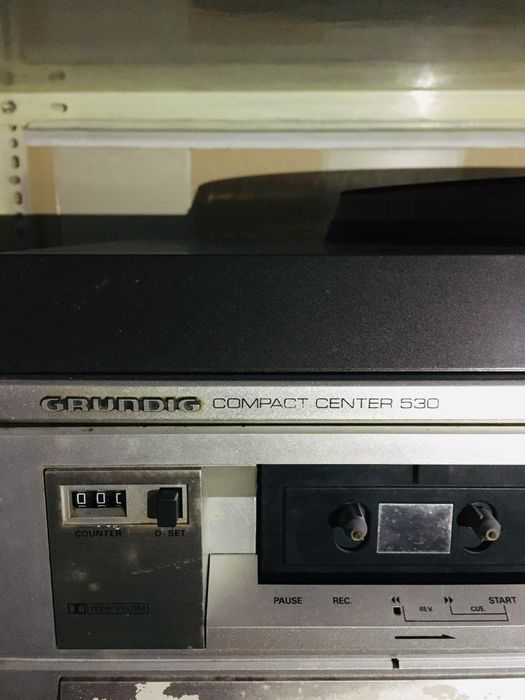 GRUNDIG COMPACT CENTER 530
000
COUNTER 0-SET
DOLBY SYSTEM
PAUSE REC. ◀◀ ▶▶ START
REV. CUE.